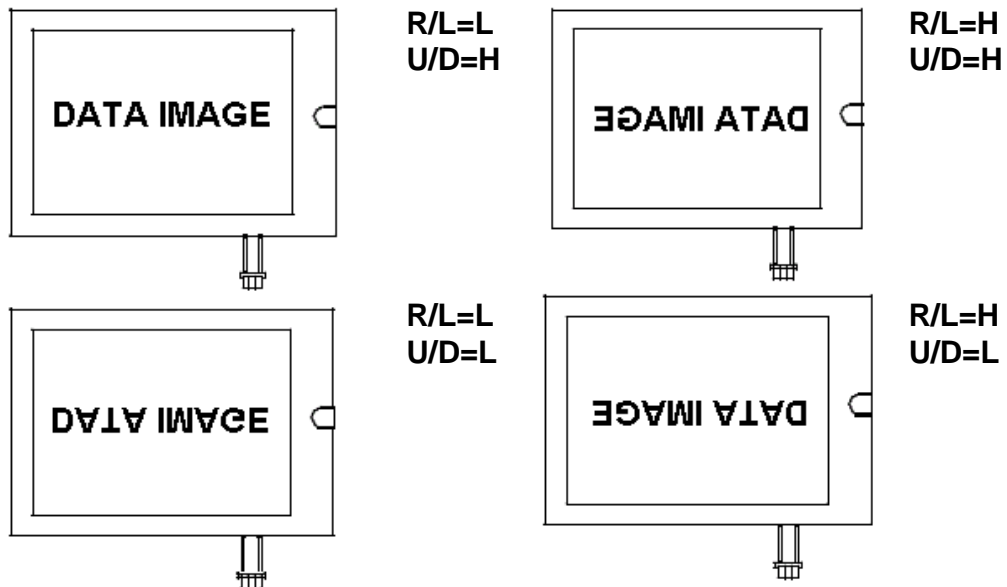 DATA IMAGE
R/L=L
U/D=H
DATA IMAGE
R/L=H
U/D=H
DATA IMAGE
R/L=L
U/D=L
DATA IMAGE
R/L=H
U/D=L